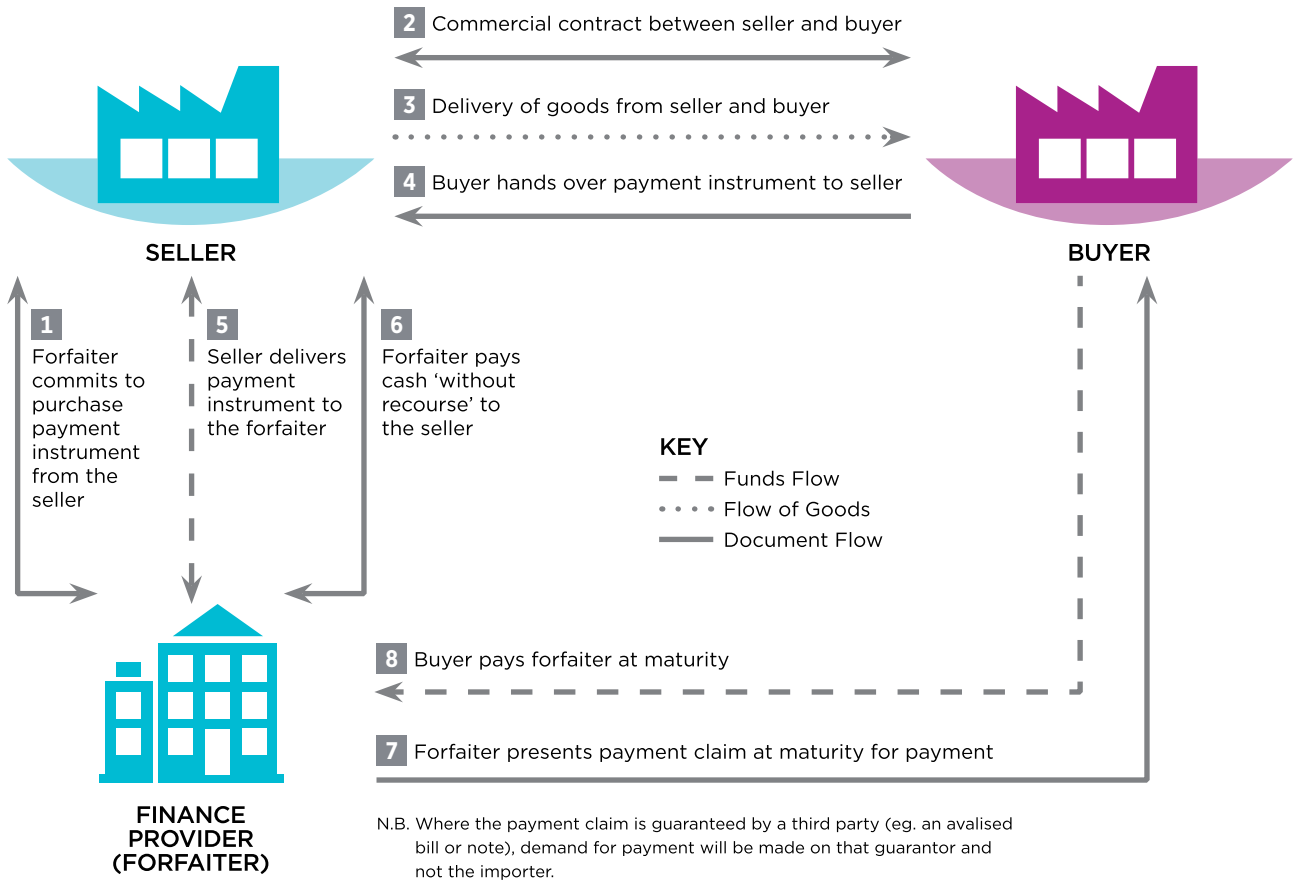 2 Commercial contract between seller and buyer
3 Delivery of goods from seller and buyer
4 Buyer hands over payment instrument to seller
SELLER
BUYER
1
Forfaiter
commits to
purchase
payment
instrument
from the
seller
5
Seller delivers
payment
instrument to
the forfaiter
6
Forfaiter pays
cash ‘without
recourse’ to
the seller
KEY
Funds Flow
Flow of Goods
Document Flow
8 Buyer pays forfaiter at maturity
7 Forfaiter presents payment claim at maturity for payment
FINANCE
PROVIDER
(FORFAITER)
N.B. Where the payment claim is guaranteed by a third party (eg. an avalised
bill or note), demand for payment will be made on that guarantor and
not the importer.